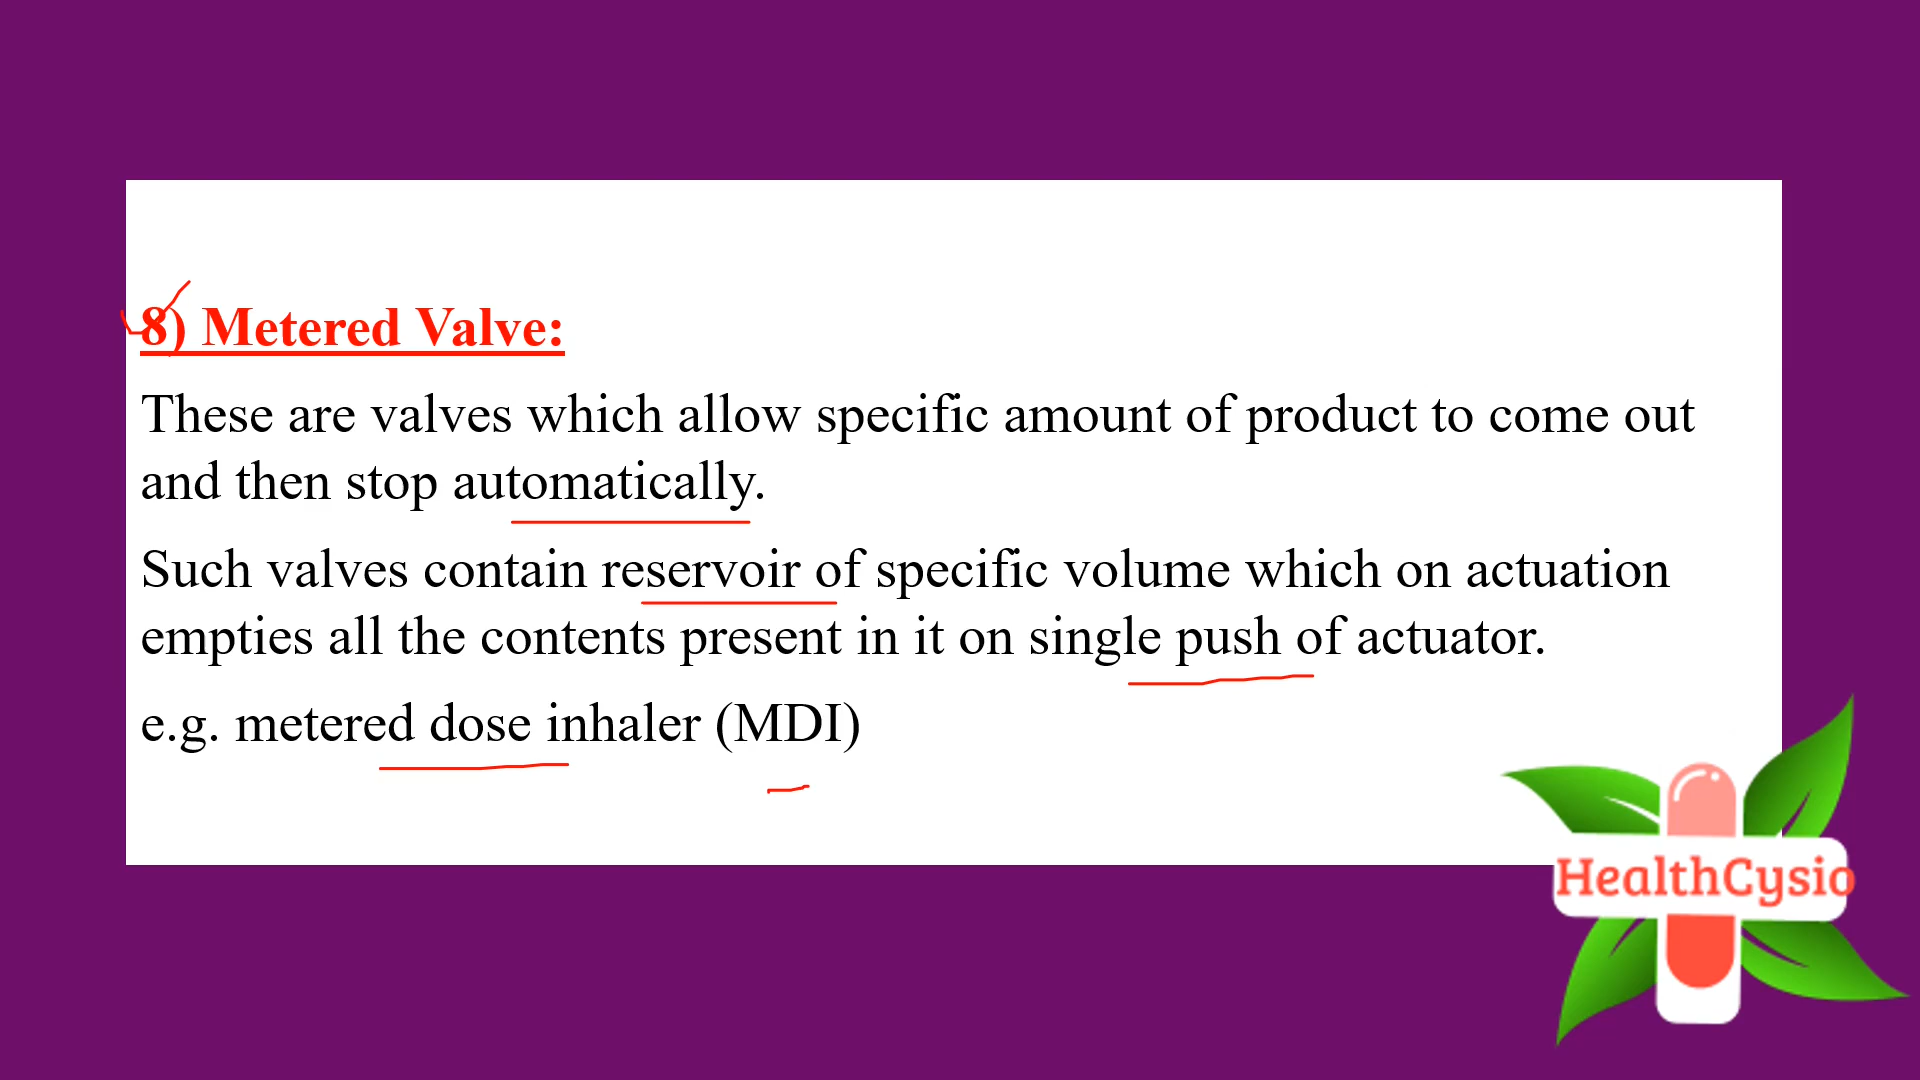 8) Metered Valve:
These are valves which allow specific amount of product to come out
and then stop automatically.
Such valves contain reservoir of specific volume which on actuation
empties all the contents present in it on single push of actuator.
e.g. metered dose inhaler (MDI)
HealthCysio